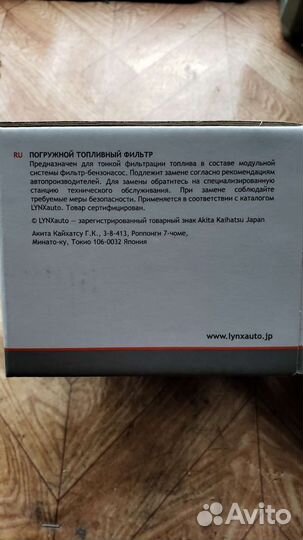 RU ПОГРУЖНОЙ ТОПЛИВНЫЙ ФИЛЬТР
Предназначен для тонкой фильтрации топлива в составе модульной
системы фильтр-бензонасос. Подлежит замене согласно рекомендациям
автопроизводителей. Для замены обратитесь на специализированную
станцию технического обслуживания. При замене соблюдайте
требуемые меры безопасности. Применяется в соответствии с каталогом
LYNXauto. Товар сертифицирован.
© LYNXauto — зарегистрированный товарный знак Akita Kaihatsu Japan
Акита Кайхатсу Г.К., 3-8-413, Роппонги 7-чоме,
Минато-ку, Токио 106-0032 Япония
www.lynxauto.jp
Avito